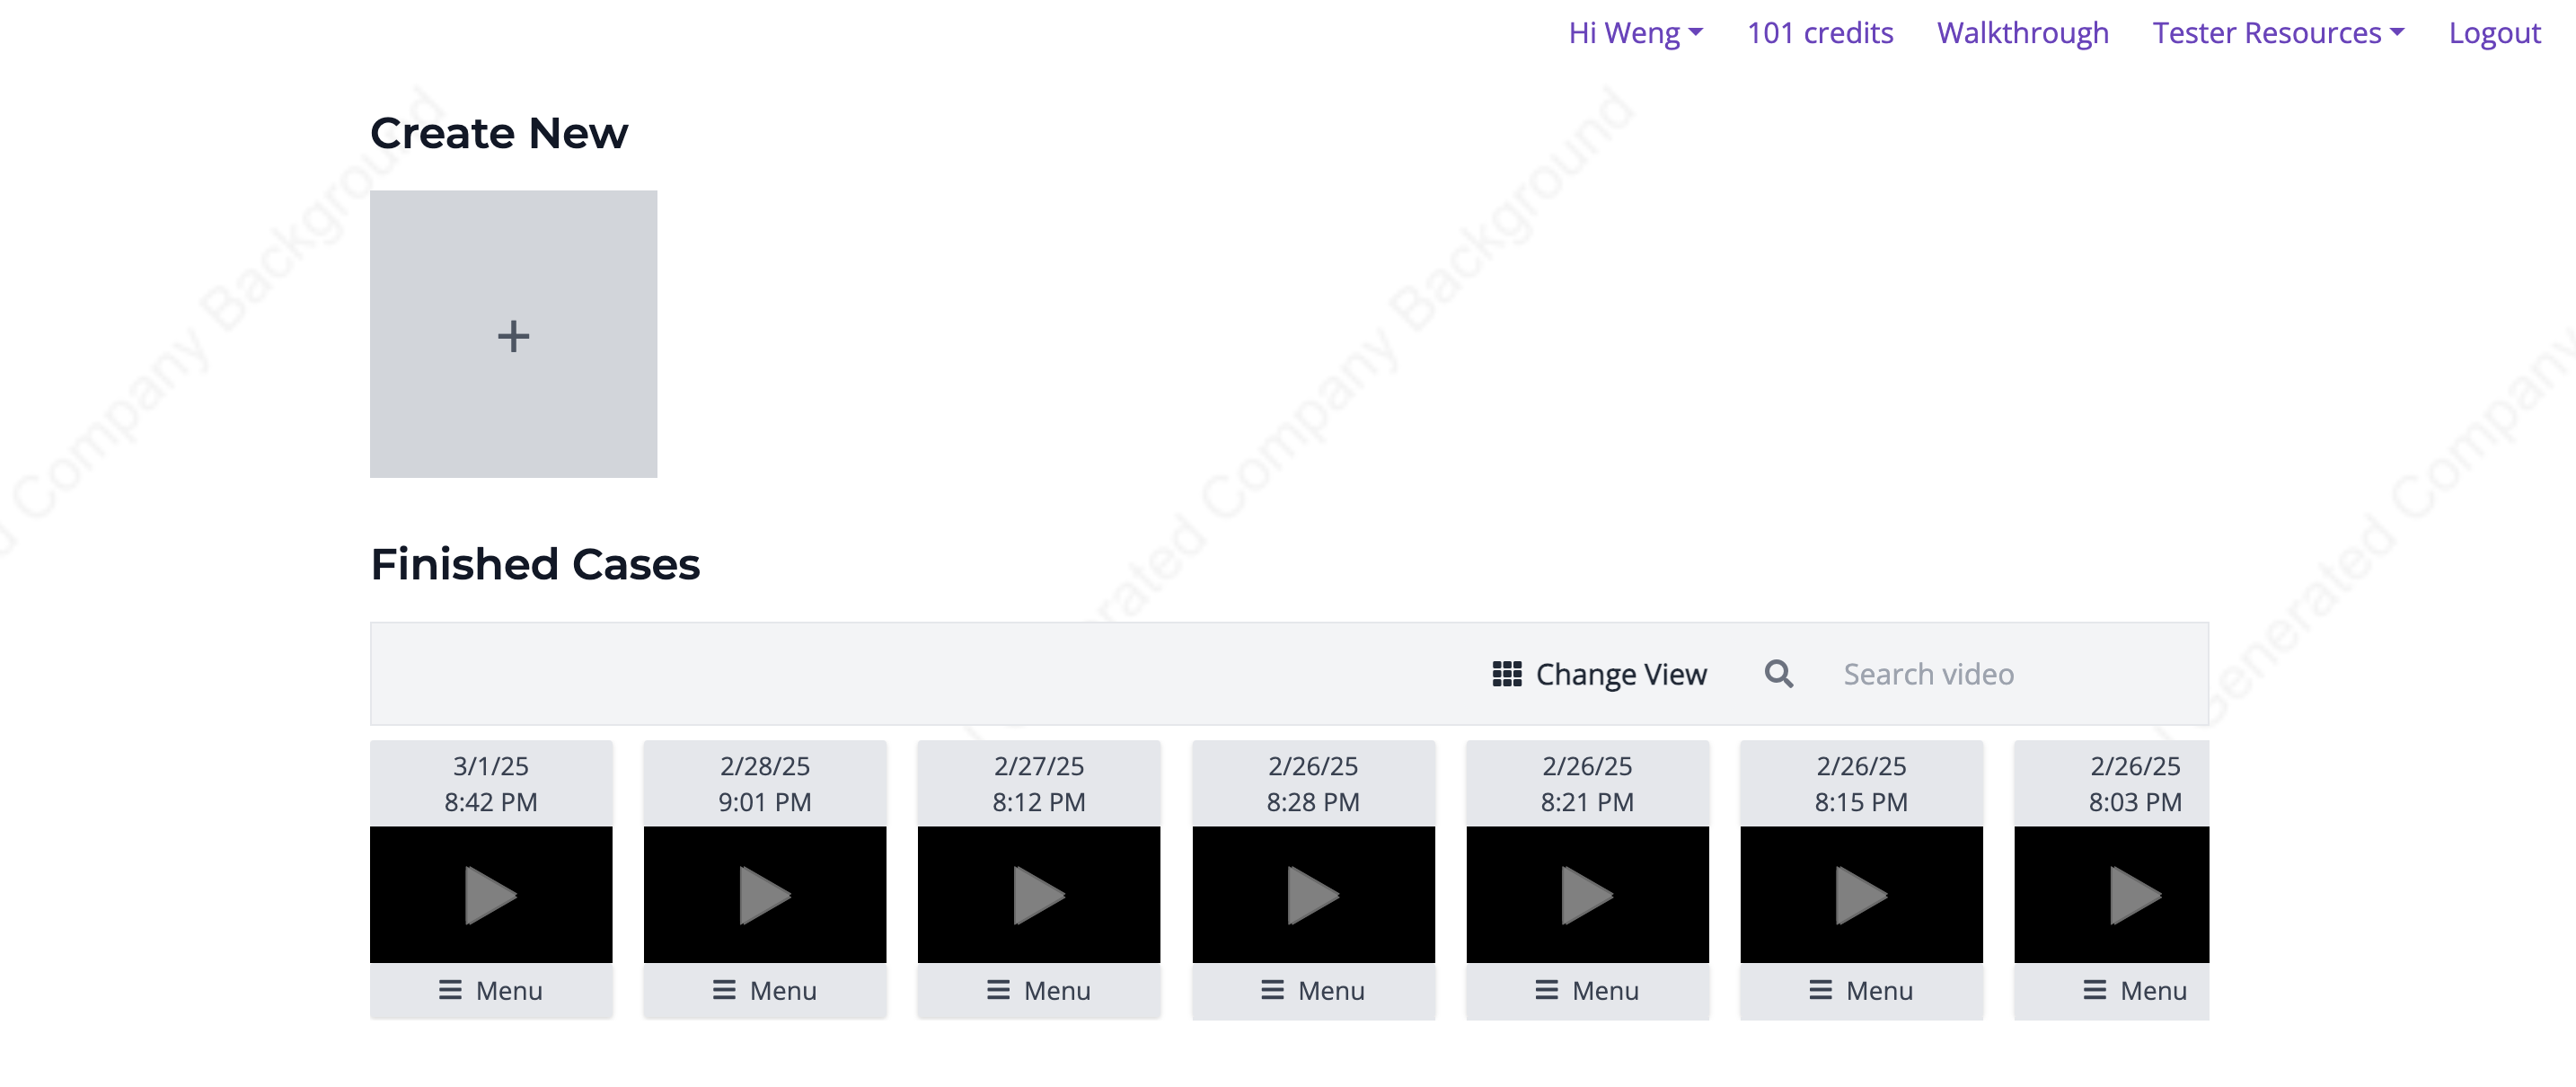 Hi Weng 101 credits Walkthrough Tester Resources Logout
Create New
+
Finished Cases
Change View Search video
3/1/25 2/28/25 2/27/25 2/26/25 2/26/25 2/26/25 2/26/25
8:42 PM 9:01 PM 8:12 PM 8:28 PM 8:21 PM 8:15 PM 8:03 PM
Menu Menu Menu Menu Menu Menu Menu
Company Background
Company Background
Generated Company